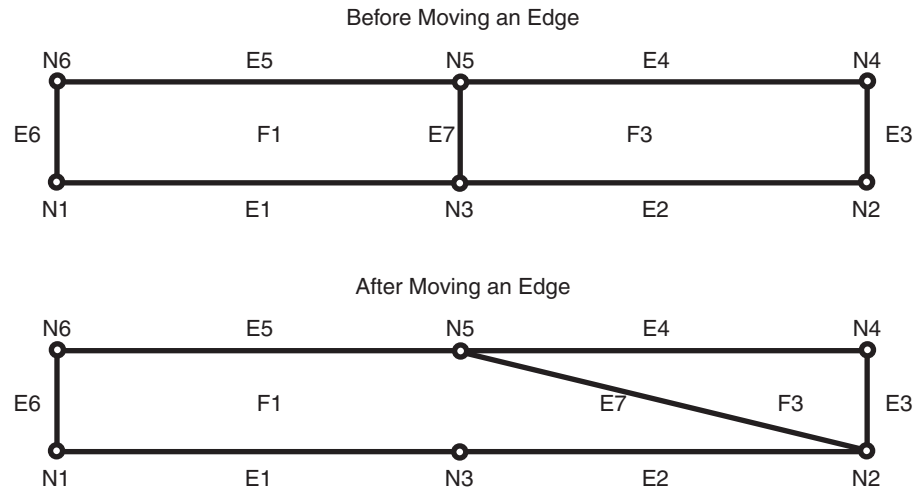 Before Moving an Edge
N6 E5 N5 E4 N4
E6 F1 E7 F3 E3
N1 E1 N3 E2 N2
After Moving an Edge
N6 E5 N5 E4 N4
E6 F1 E7 F3 E3
N1 E1 N3 E2 N2